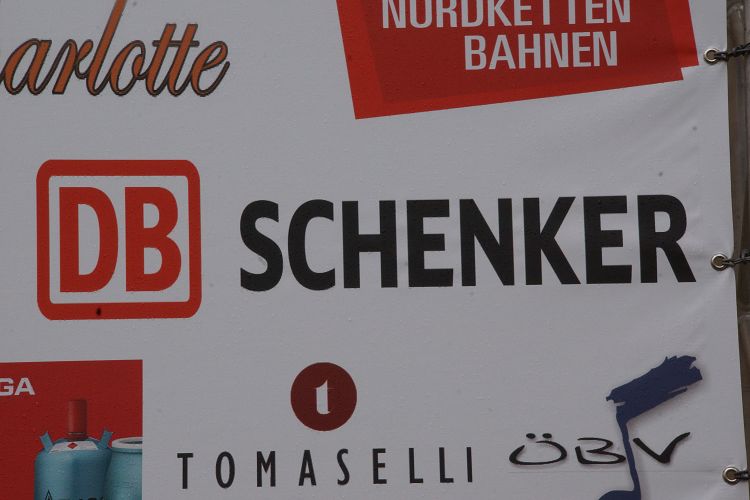 NORDKETTEN
BAHNEN
arlotte
DB SCHENKER
GA
TOMASELLI
ÖBV